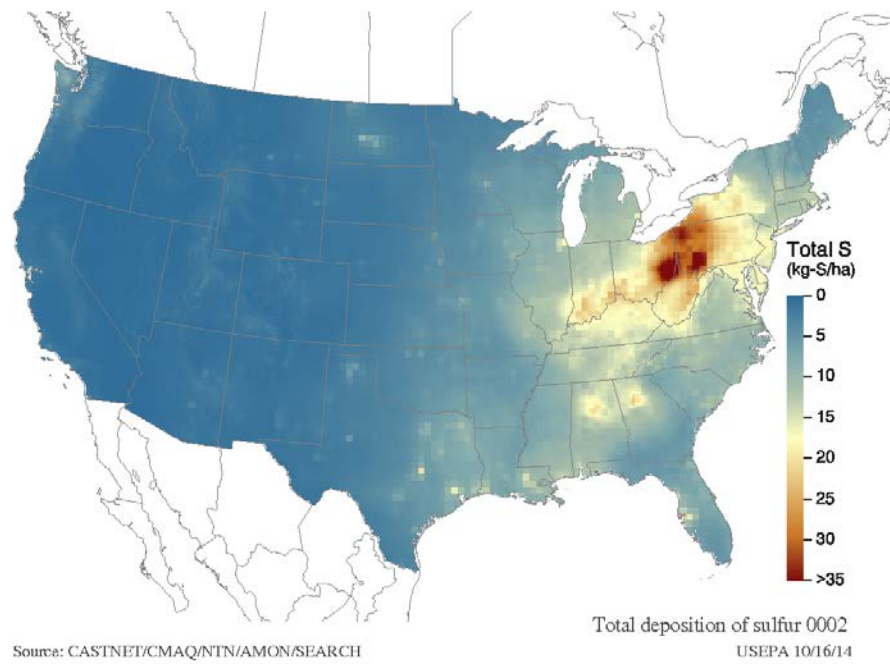 Total S
(kg-S/ha)
0
5
10
15
20
25
30
>35
Total deposition of sulfur 0002
Source: CASTNET/CMAQ/NTN/AMON/SEARCH
USEPA 10/16/14